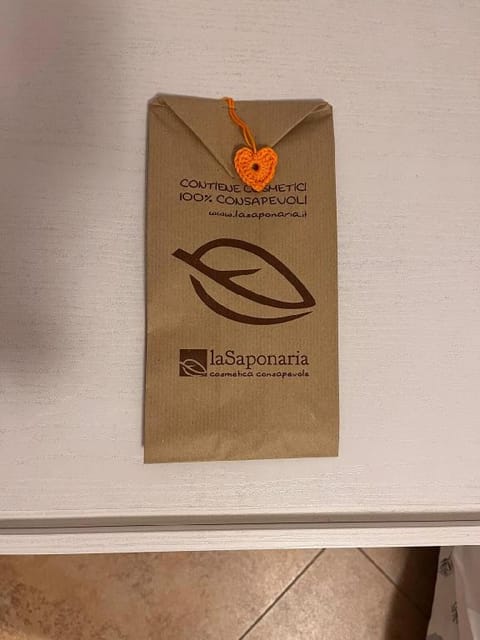 CONTIENE COSMETICI
100% CONSAPEVOLI
www.lasaponaria.it
laSaponaria
cosmetica consapevole